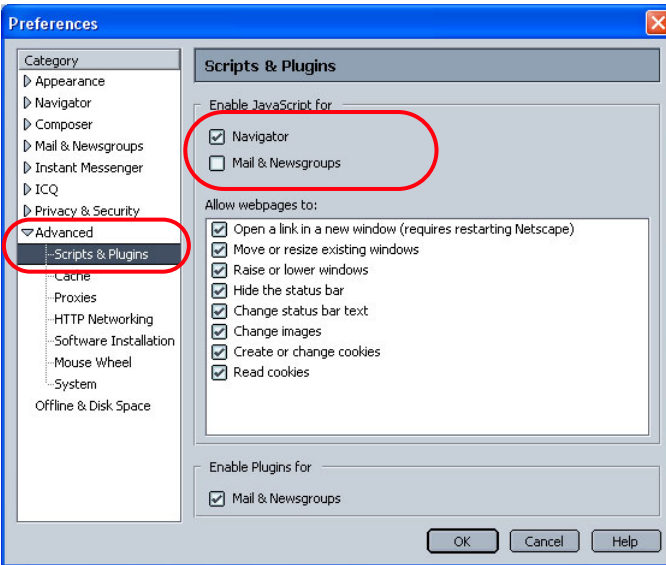 Preferences
Category
Appearance
Navigator
Composer
Mail & Newsgroups
Instant Messenger
ICQ
Privacy & Security
Advanced
Scripts & Plugins
Cache
Proxies
HTTP Networking
Software Installation
Mouse Wheel
System
Offline & Disk Space
Scripts & Plugins
Enable JavaScript for
Navigator
Mail & Newsgroups
Allow webpages to:
Open a link in a new window (requires restarting Netscape)
Move or resize existing windows
Raise or lower windows
Hide the status bar
Change status bar text
Change images
Create or change cookies
Read cookies
Enable Plugins for
Mail & Newsgroups
OK
Cancel
Help